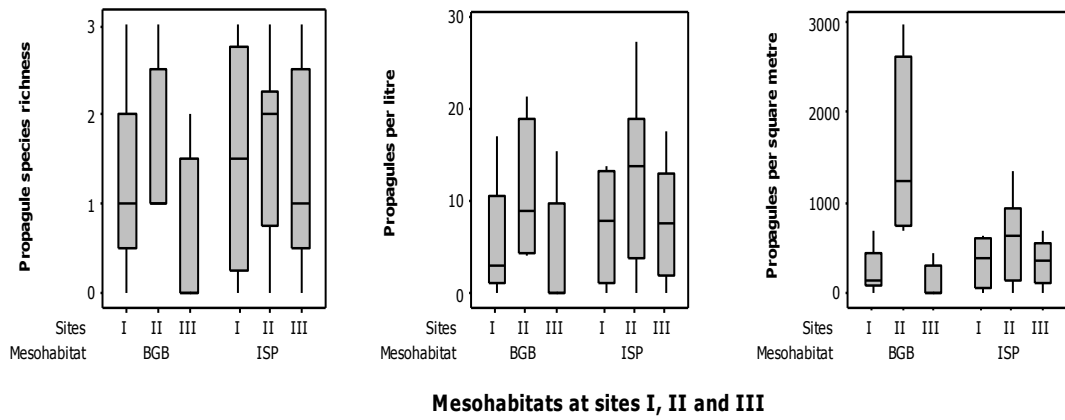 Propagule species richness
3
2
1
0
Sites I II III I II III
Mesohabitat BGB ISP
Propagules per litre
30
20
10
0
Sites I II III I II III
Mesohabitat BGB ISP
Propagules per square metre
3000
2000
1000
0
Sites I II III I II III
Mesohabitat BGB ISP
Mesohabitats at sites I, II and III